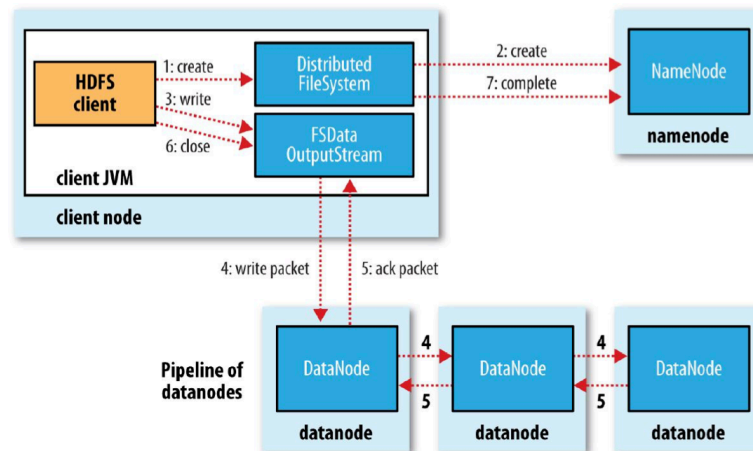 HDFS
client
1: create
3: write
6: close
Distributed
FileSystem
FSData
OutputStream
client JVM
client node
2: create
7: complete
NameNode
namenode
4: write packet
5: ack packet
Pipeline of
datanodes
DataNode
datanode
4
5
DataNode
datanode
4
5
DataNode
datanode